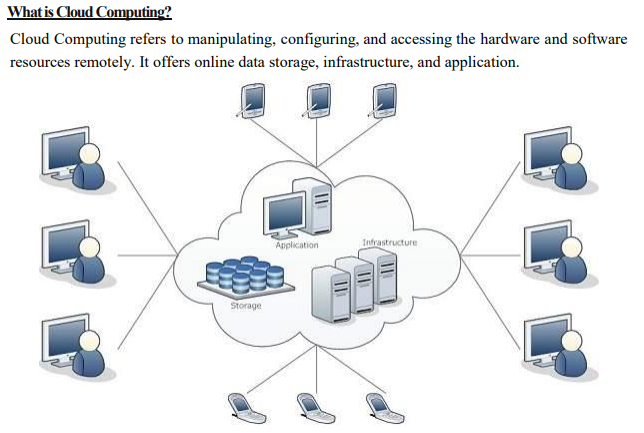 What is Cloud Computing?
Cloud Computing refers to manipulating, configuring, and accessing the hardware and software
resources remotely. It offers online data storage, infrastructure, and application.
Application
Infrastructure
Storage